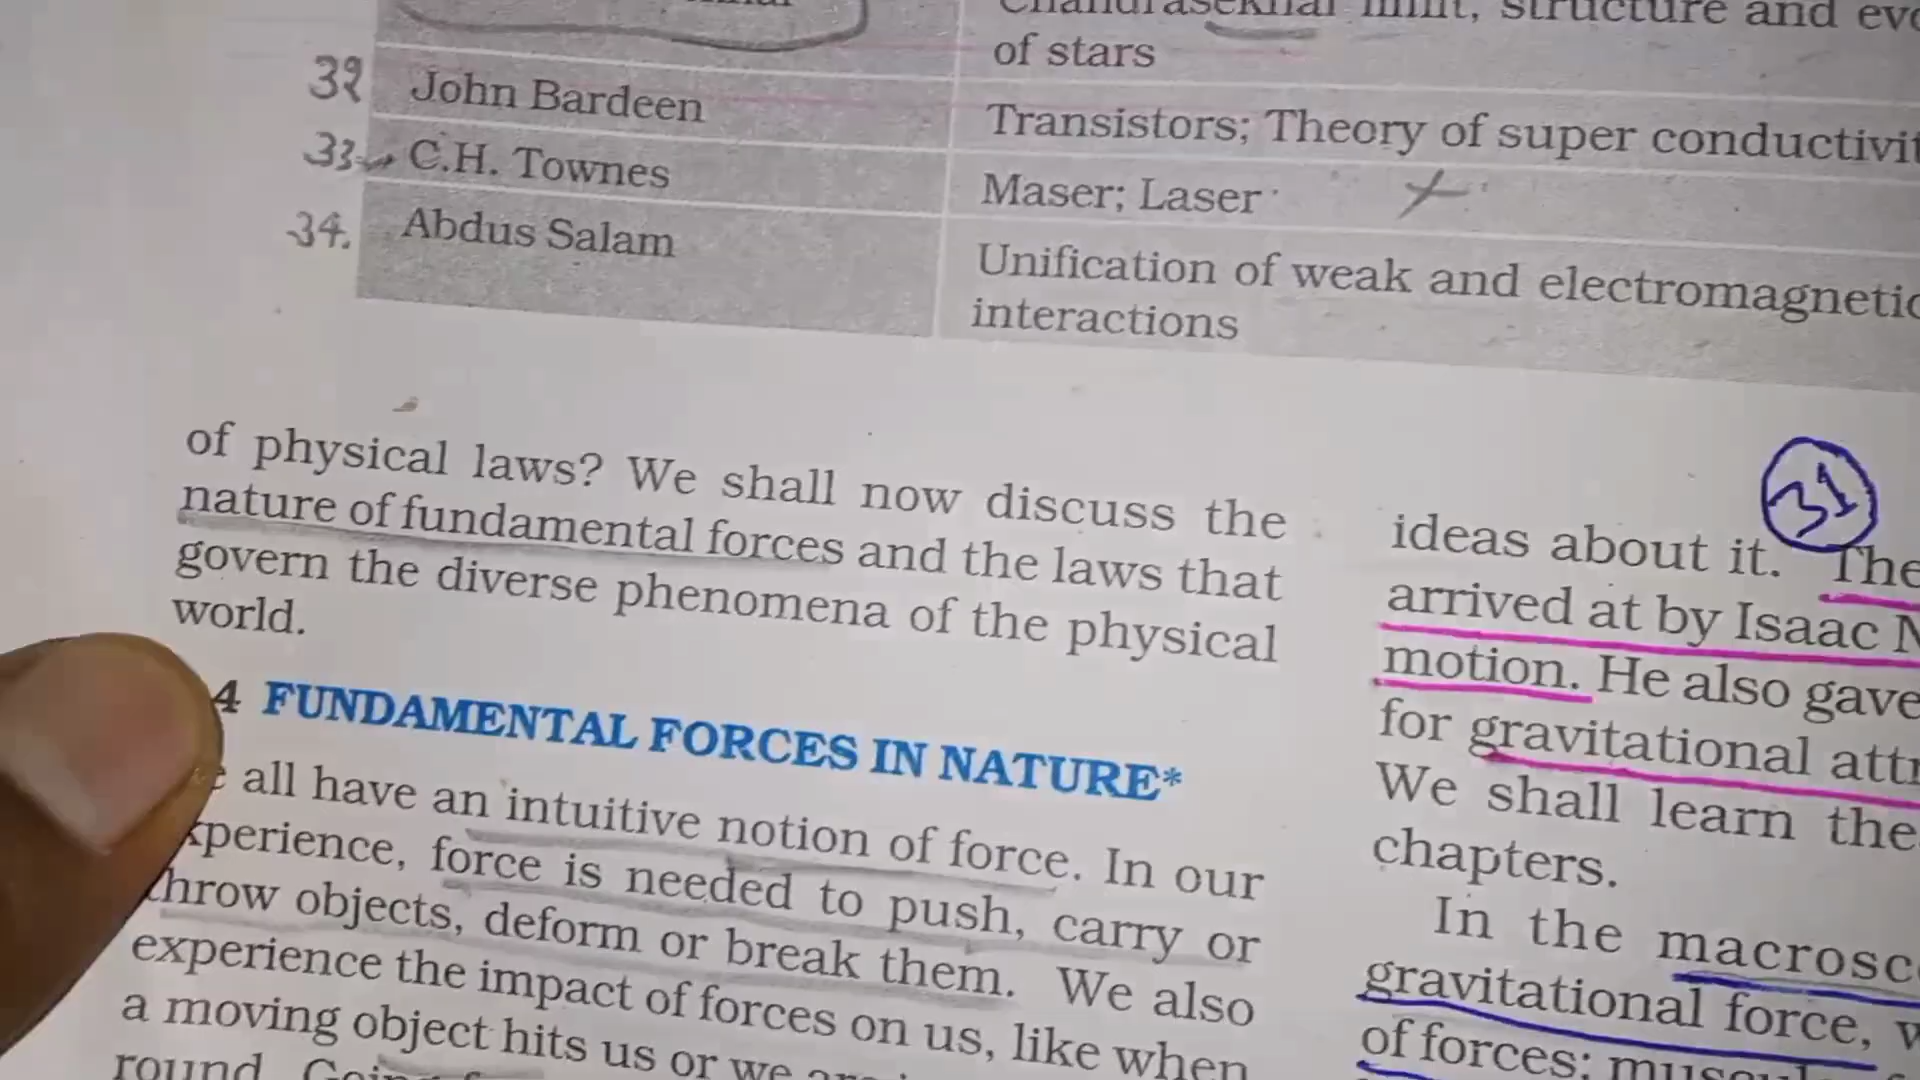 limit, structure and
of stars
32 John Bardeen
Transistors; Theory of super
33 C.H. Townes
Maser; Laser
34. Abdus Salam
Unification of weak and electromagnetic
interactions
of physical laws? We shall now discuss the
nature of fundamental forces and the laws that
govern the diverse phenomena of the physical
world.
4 FUNDAMENTAL FORCES IN NATURE*
all have an intuitive notion of force. In our
xperience, force is needed to push, carry or
throw objects, deform or break them. We also
experience the impact of forces on us, like when
a moving object hits us or we
round.
31
ideas about it. The
arrived at by Isaac
motion. He also gave
for gravitational
We shall learn the
chapters.
In the
gravitational force,
of forces: